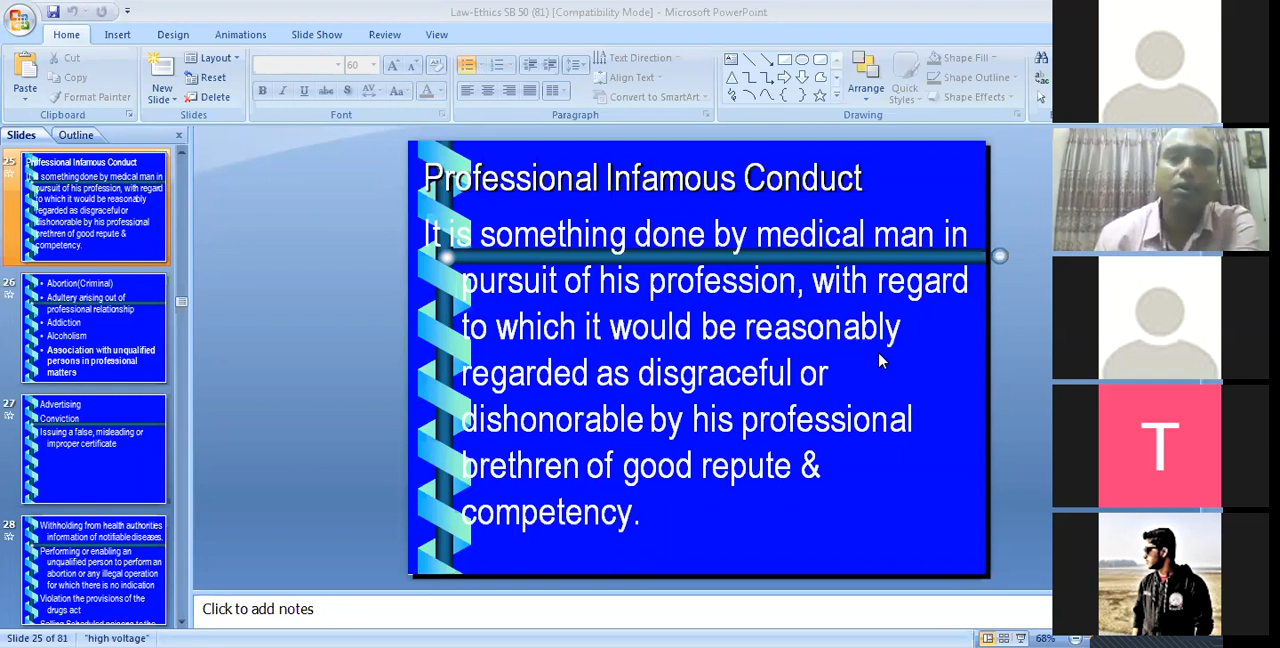 Law-Ethics SB 50 (81) [Compatibility Mode] - Microsoft PowerPoint
Home Insert Design Animations Slide Show Review View
Paste
Cut
Copy
Format Painter
Clipboard
New
Slide
Layout
Reset
Delete
Slides
60
B I U abc S AV Aa A
Font
Text Direction
Align Text
Convert to SmartArt
Paragraph
Arrange
Quick
Styles
Shape Fill
Shape Outline
Shape Effects
Drawing
Slides Outline
25
Professional Infamous Conduct
It is something done by medical man in
pursuit of his profession, with regard
to which it would be reasonably
regarded as disgraceful or
dishonorable by his professional
brethren of good repute &
competency.
26
Abortion(Criminal)
Adultery arising out of
professional relationship
Addiction
Alcoholism
Association with unqualified
persons in professional
matters
27
Advertising
Conviction
Issuing a false, misleading or
improper certificate
28
Withholding from health authorities
information of notifiable diseases.
Performing or enabling an
unqualified person to perform an
abortion or any illegal operation
for which there is no indication
Violation the provisions of the
drugs act
Professional Infamous Conduct
It is something done by medical man in
pursuit of his profession, with regard
to which it would be reasonably
regarded as disgraceful or
dishonorable by his professional
brethren of good repute &
competency.
Click to add notes
Slide 25 of 81 "high voltage" 68%
T